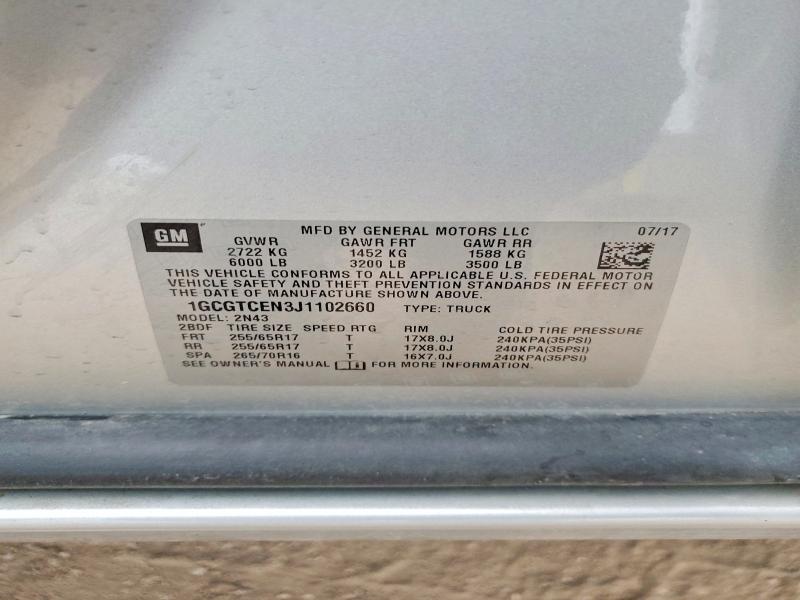 GM MFD BY GENERAL MOTORS LLC 07/17
GVWR GAWR FRT GAWR RR
2722 KG 1452 KG 1588 KG
6000 LB 3200 LB 3500 LB
THIS VEHICLE CONFORMS TO ALL APPLICABLE U.S. FEDERAL MOTOR
VEHICLE SAFETY AND THEFT PREVENTION STANDARDS IN EFFECT ON
THE DATE OF MANUFACTURE SHOWN ABOVE.
1GCGTCEN3J1102660 TYPE: TRUCK
MODEL: 2N43
2BDF TIRE SIZE SPEED RTG RIM COLD TIRE PRESSURE
FRT 255/65R17 T 17X8.0J 240KPA(35PSI)
RR 255/65R17 T 17X8.0J 240KPA(35PSI)
SPA 265/70R16 T 16X7.0J 240KPA(35PSI)
SEE OWNER'S MANUAL FOR MORE INFORMATION.